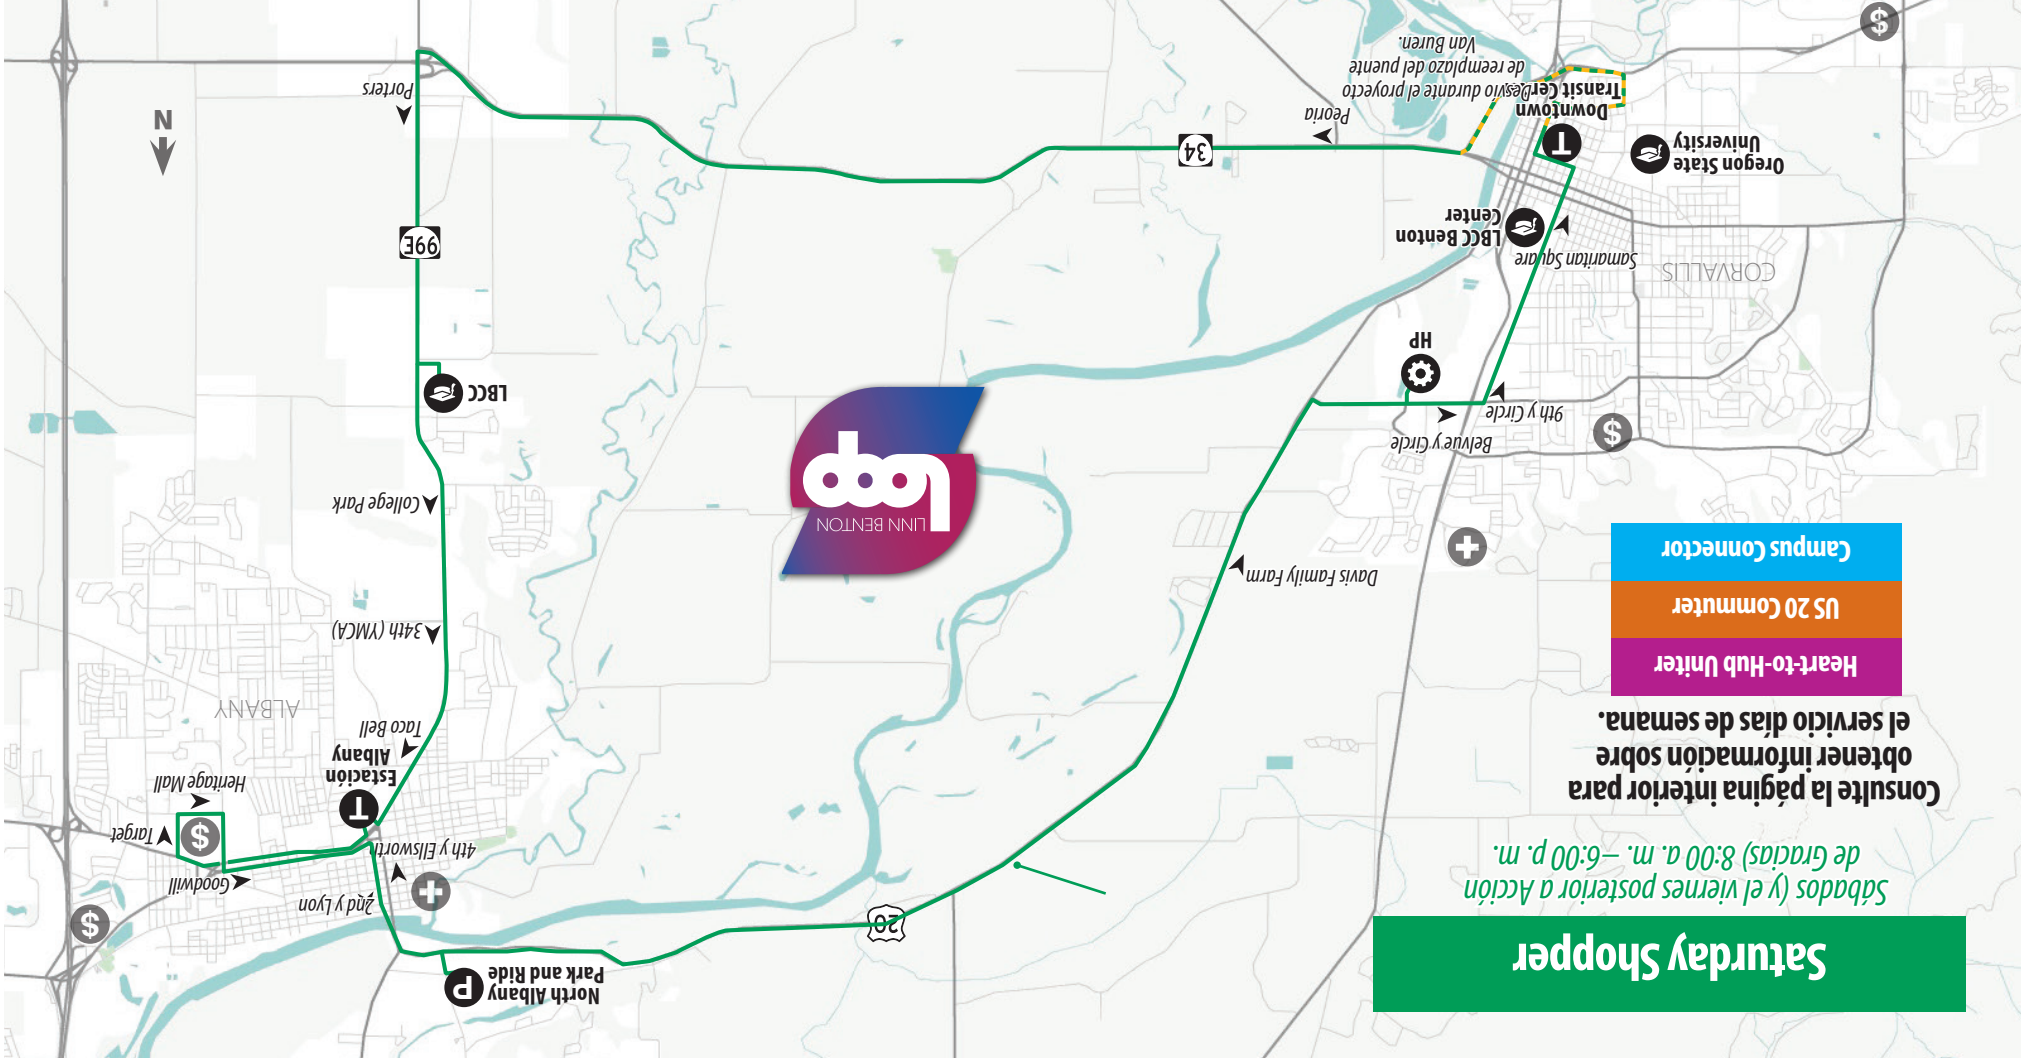 Saturday Shopper
Sábados (y el viernes posterior a Acción
de Gracias) 8:00 a. m. –6:00 p. m.
Consulte la página interior para
obtener información sobre
el servicio días de semana.
Heart-to-Hub Uniter
US 20 Commuter
Campus Connector
North Albany
Park and Ride
P
20
2nd y Lyon
Goodwill
4th y Ellsworth
Target
Heritage Mall
$
$
T
Estación
Albany
Taco Bell
ALBANY
34th (YMCA)
College Park
LBCC
99E
Porters
N
Davis Family Farm
LINN BENTON
loop
Belvue y Circle
9th y Circle
$
HP
CORVALLIS
Samaritan Square
LBCC Benton
Center
Oregon State
University
T
Downtown
Transit Center
34
Peoria
Desvío durante el proyecto
de reemplazo del puente
Van Buren.
$